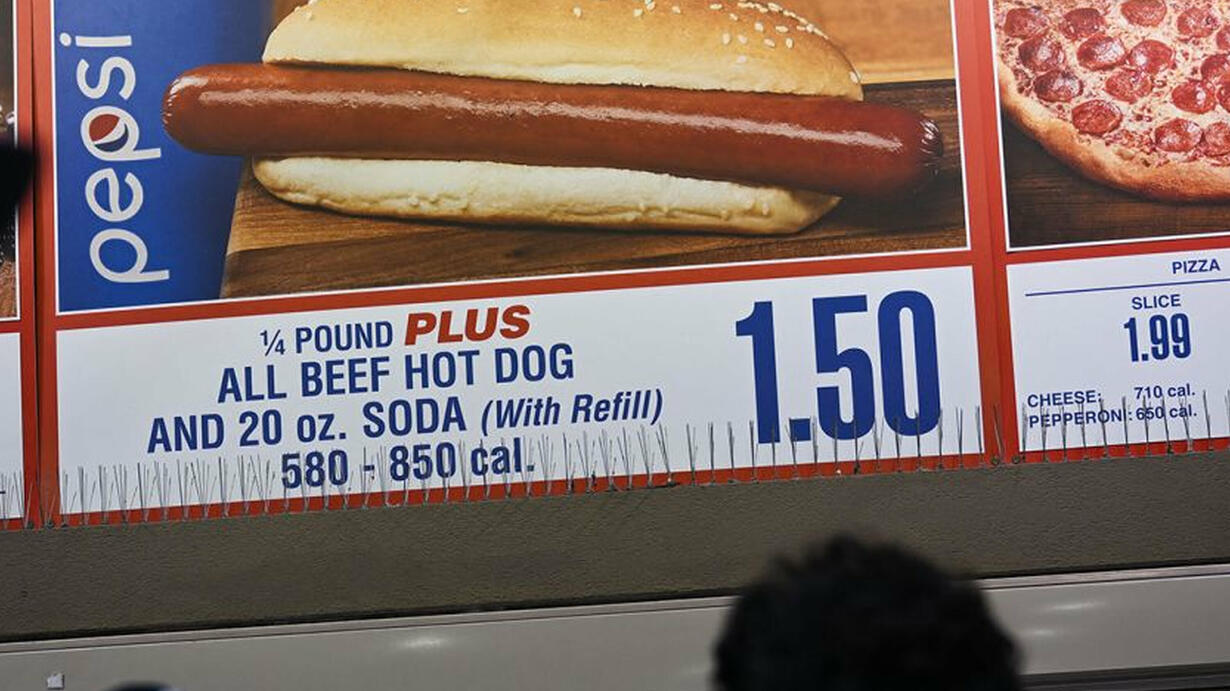 pepsi
¼ POUND PLUS
ALL BEEF HOT DOG
AND 20 oz. SODA (With Refill)
580 - 850 cal.
1.50
PIZZA
SLICE
1.99
CHEESE: 710 cal.
PEPPERONI: 650 cal.